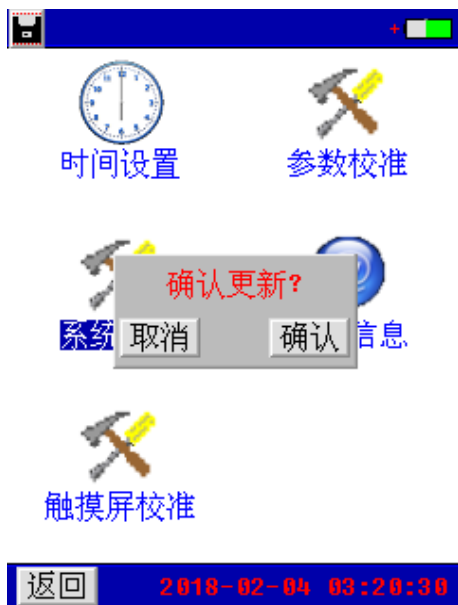 时间设置
参数校准
确认更新?
系统
取消
确认
信息
触摸屏校准
返回
2018-02-04 03:20:30